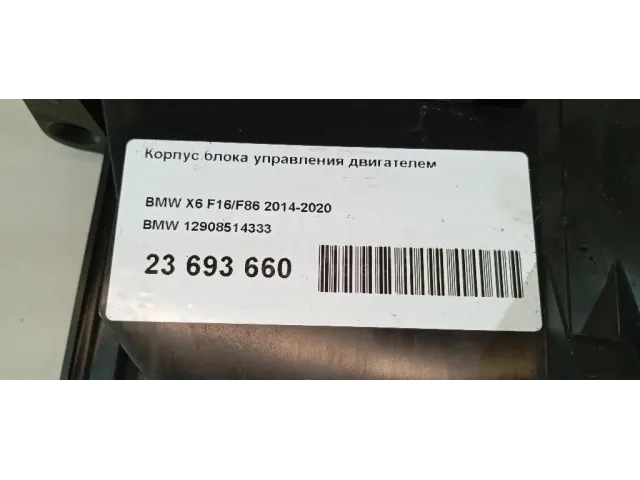 Корпус блока управления двигателем
BMW X6 F16/F86 2014-2020
BMW 12908514333
23 693 660